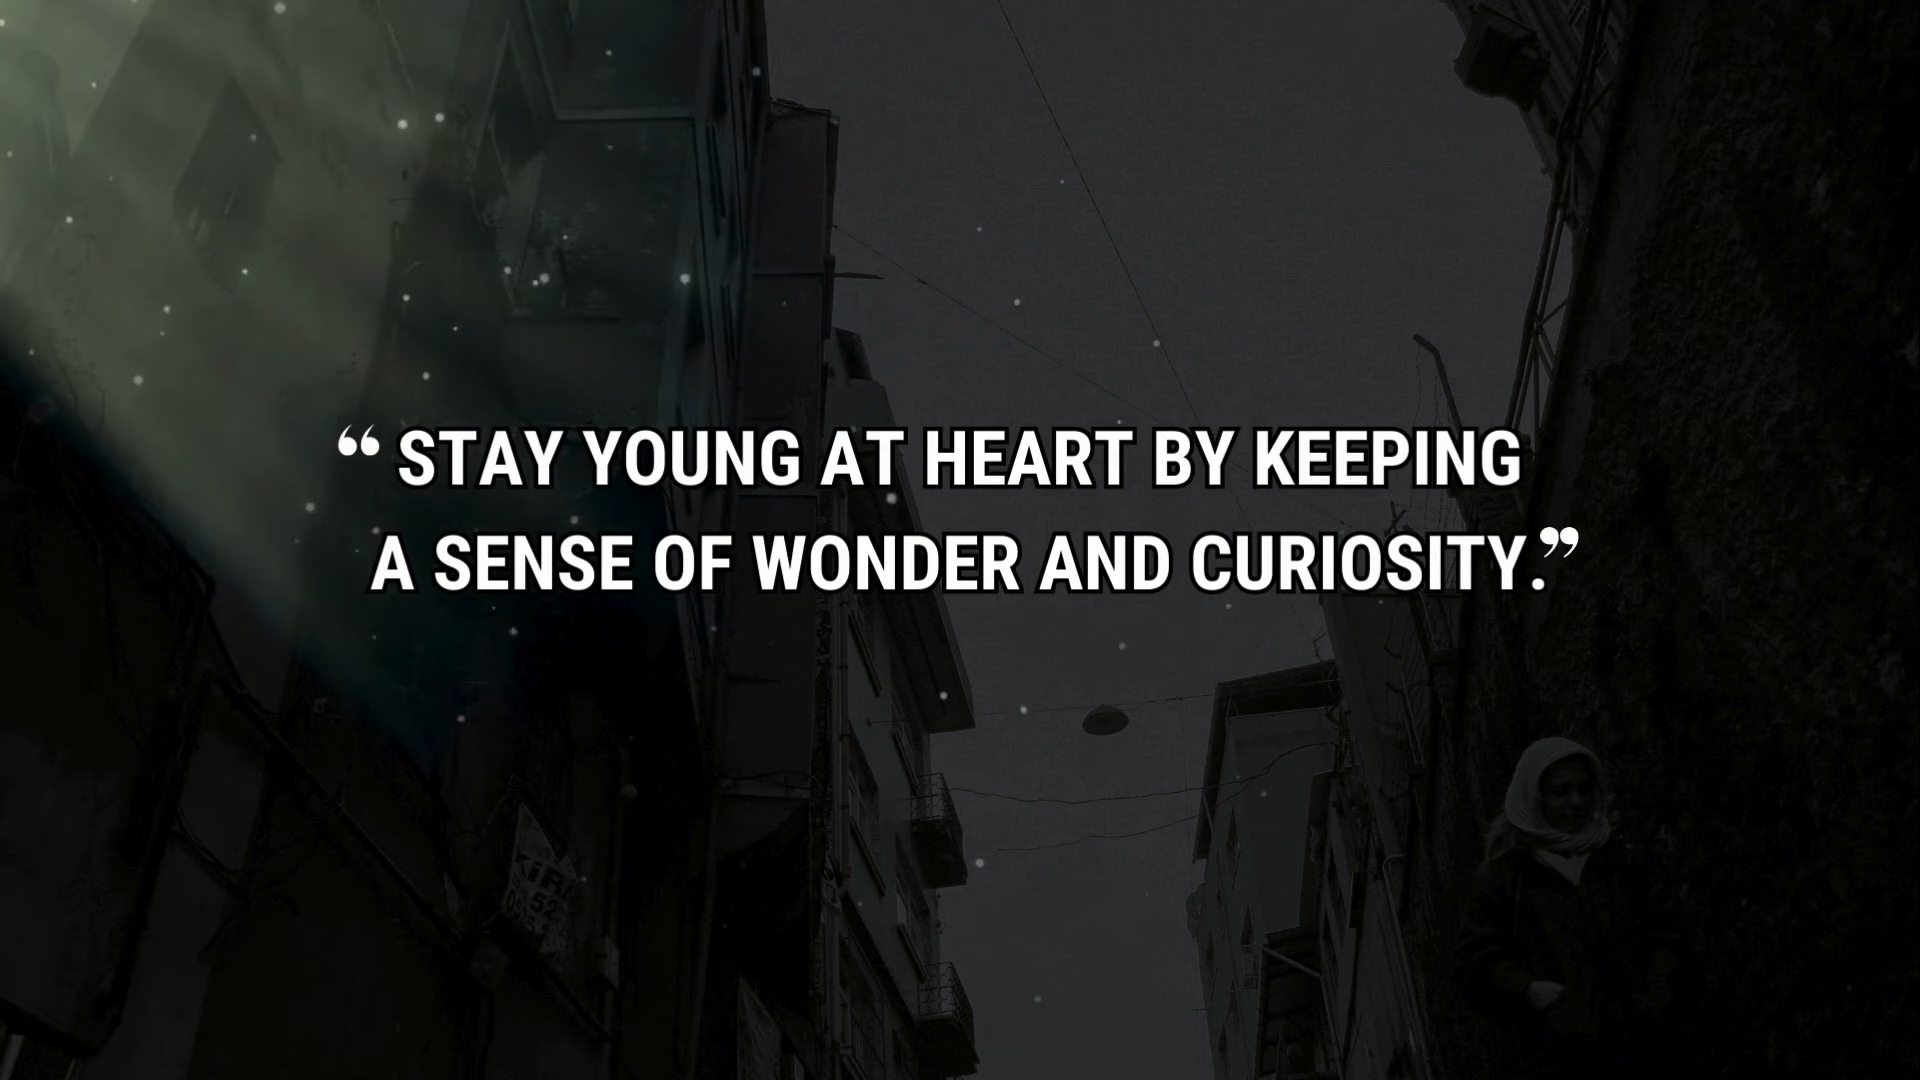 “ STAY YOUNG AT HEART BY KEEPING
A SENSE OF WONDER AND CURIOSITY.”